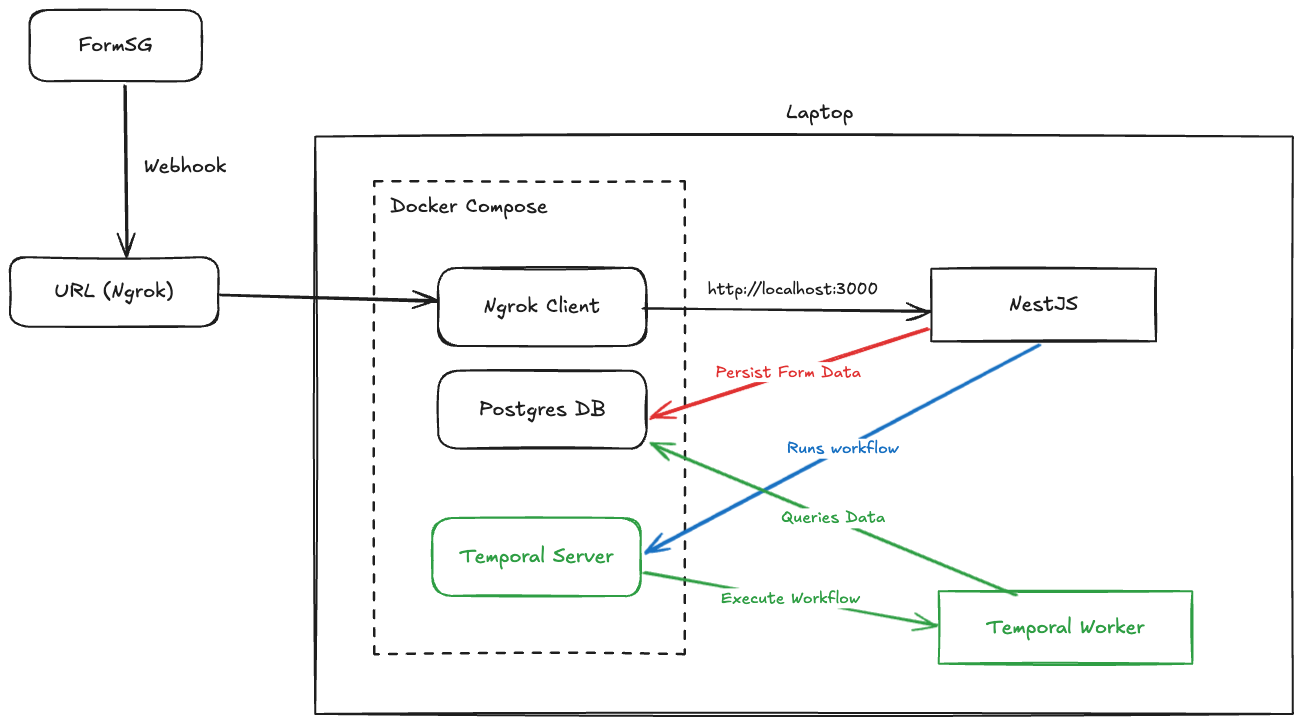 FormSG
Laptop
Webhook
Docker Compose
URL (Ngrok)
Ngrok Client
http://localhost:3000
NestJS
Persist Form Data
Postgres DB
Runs workflow
Queries Data
Temporal Server
Execute Workflow
Temporal Worker